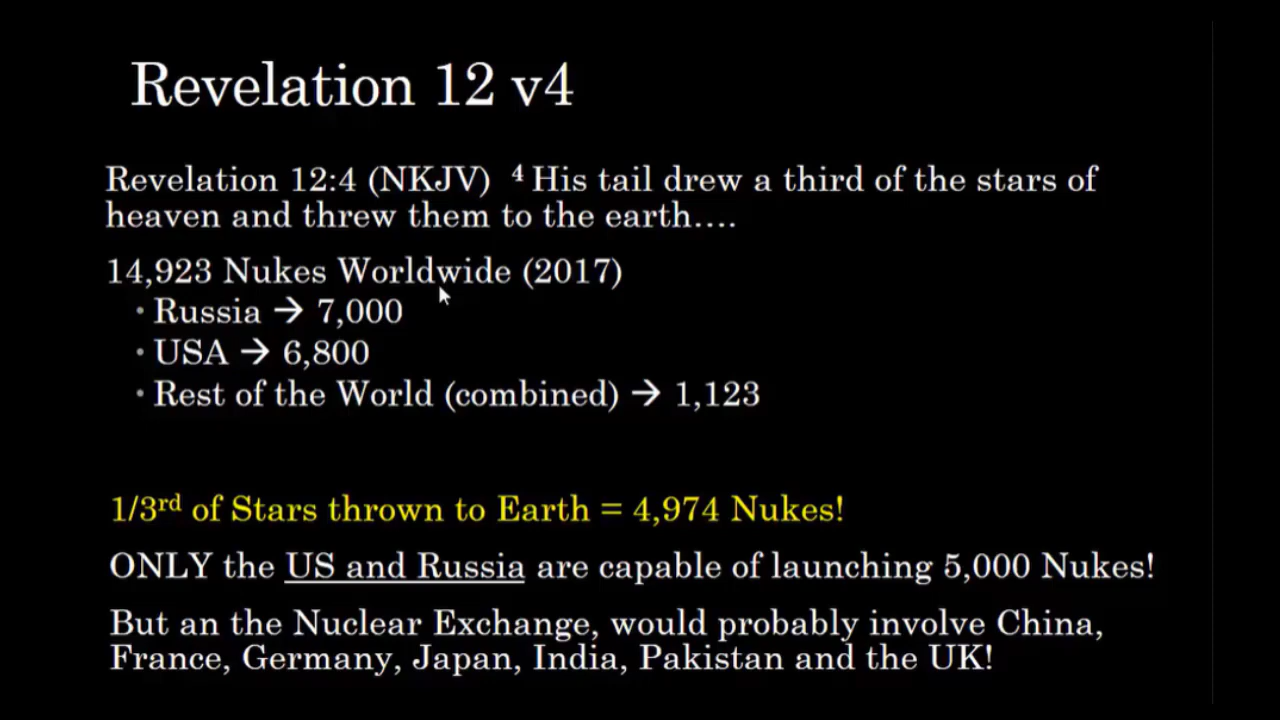 Revelation 12 v4
Revelation 12:4 (NKJV) ⁴ His tail drew a third of the stars of
heaven and threw them to the earth….
14,923 Nukes Worldwide (2017)
• Russia → 7,000
• USA → 6,800
• Rest of the World (combined) → 1,123
1/3rd of Stars thrown to Earth = 4,974 Nukes!
ONLY the US and Russia are capable of launching 5,000 Nukes!
But an the Nuclear Exchange, would probably involve China,
France, Germany, Japan, India, Pakistan and the UK!